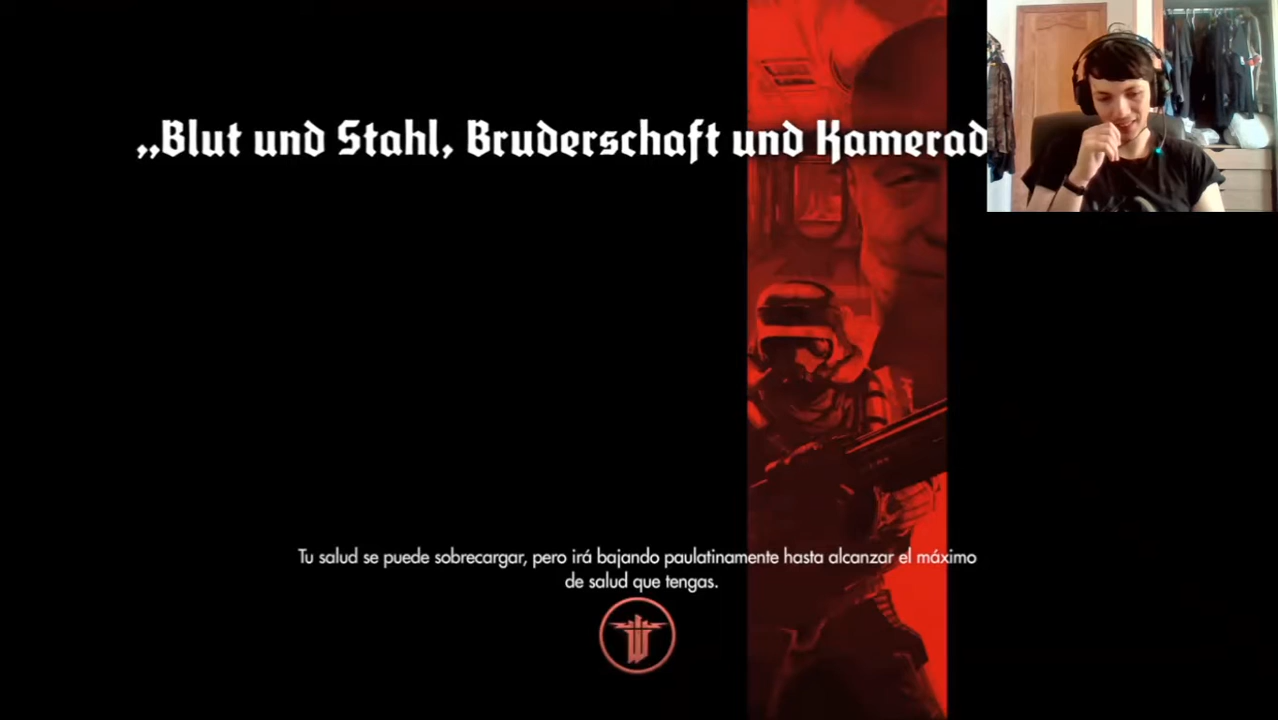 „Blut und Stahl, Bruderschaft und Kamerad
Tu salud se puede sobrecargar, pero irá bajando paulatinamente hasta alcanzar el máximo
de salud que tengas.